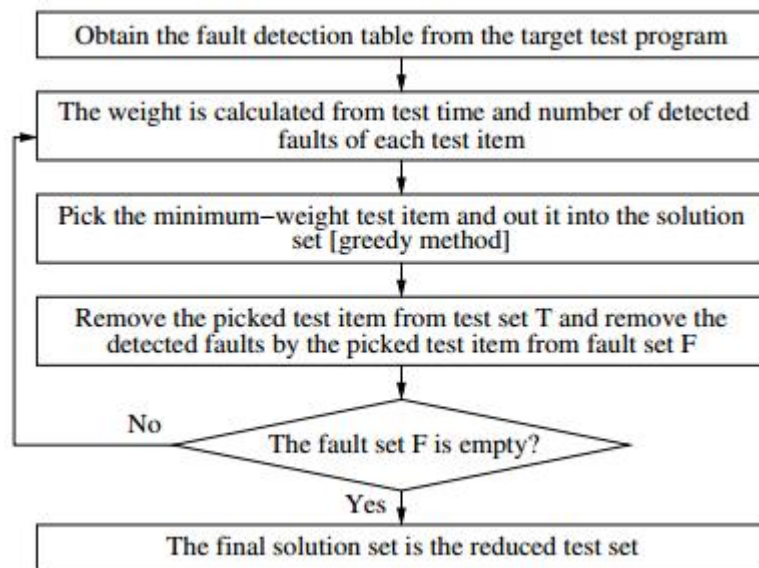 Obtain the fault detection table from the target test program
The weight is calculated from test time and number of detected
faults of each test item
Pick the minimum−weight test item and out it into the solution
set [greedy method]
Remove the picked test item from test set T and remove the
detected faults by the picked test item from fault set F
No
The fault set F is empty?
Yes
The final solution set is the reduced test set